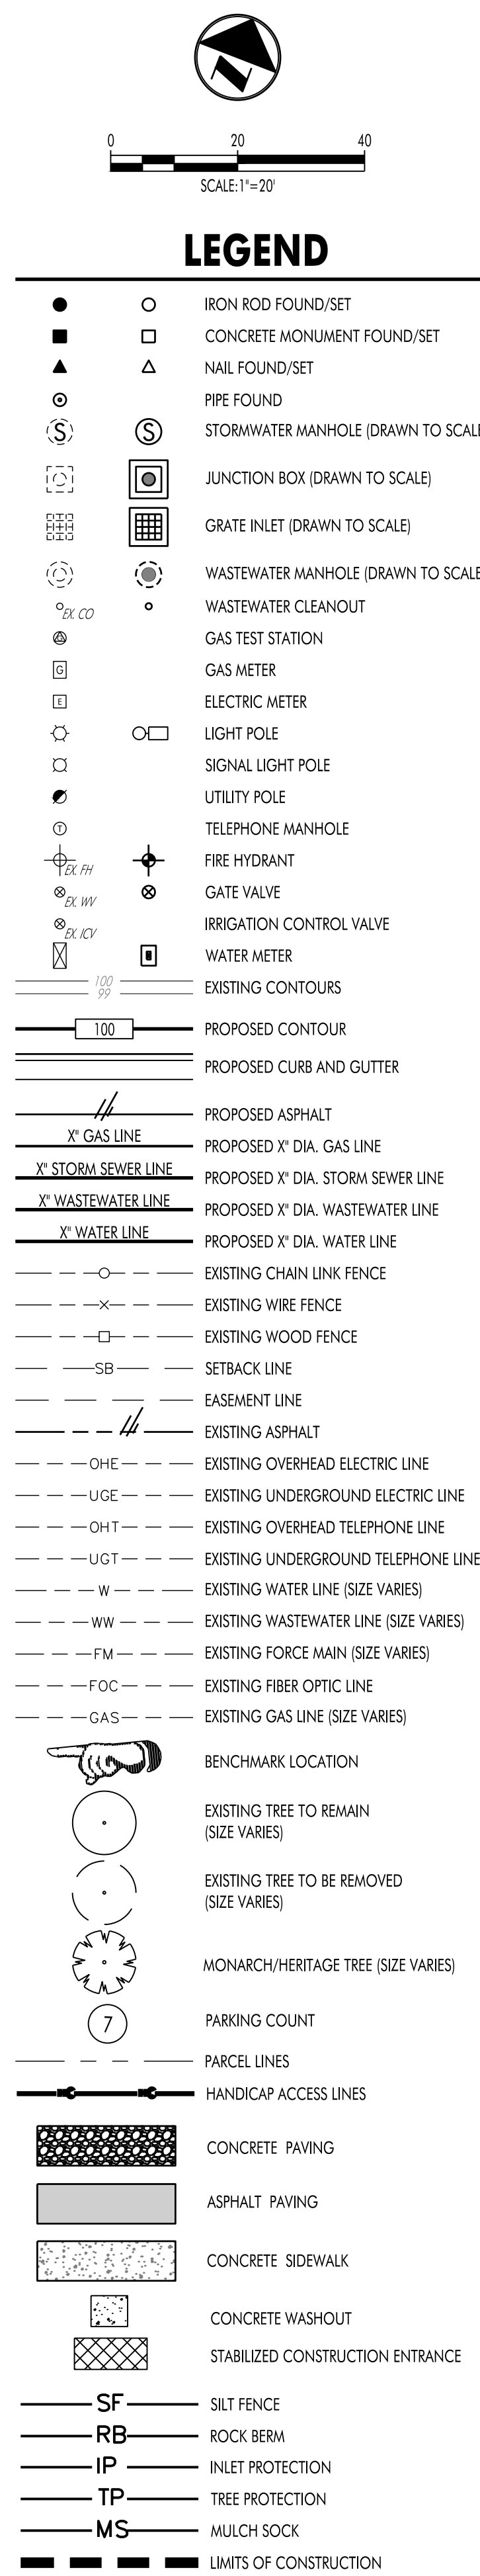 N
0 20 40
SCALE:1"=20'
LEGEND
IRON ROD FOUND/SET
CONCRETE MONUMENT FOUND/SET
NAIL FOUND/SET
PIPE FOUND
S S STORMWATER MANHOLE (DRAWN TO SCALE
JUNCTION BOX (DRAWN TO SCALE)
GRATE INLET (DRAWN TO SCALE)
WASTEWATER MANHOLE (DRAWN TO SCALE
EX. CO WASTEWATER CLEANOUT
GAS TEST STATION
G GAS METER
E ELECTRIC METER
LIGHT POLE
SIGNAL LIGHT POLE
UTILITY POLE
T TELEPHONE MANHOLE
EX. FH FIRE HYDRANT
EX. WV GATE VALVE
EX. ICV IRRIGATION CONTROL VALVE
WATER METER
100
99
EXISTING CONTOURS
100 PROPOSED CONTOUR
PROPOSED CURB AND GUTTER
PROPOSED ASPHALT
X" GAS LINE PROPOSED X" DIA. GAS LINE
X" STORM SEWER LINE PROPOSED X" DIA. STORM SEWER LINE
X" WASTEWATER LINE PROPOSED X" DIA. WASTEWATER LINE
X" WATER LINE PROPOSED X" DIA. WATER LINE
EXISTING CHAIN LINK FENCE
EXISTING WIRE FENCE
EXISTING WOOD FENCE
SB SETBACK LINE
EASEMENT LINE
EXISTING ASPHALT
OHE EXISTING OVERHEAD ELECTRIC LINE
UGE EXISTING UNDERGROUND ELECTRIC LINE
OHT EXISTING OVERHEAD TELEPHONE LINE
UGT EXISTING UNDERGROUND TELEPHONE LINE
W EXISTING WATER LINE (SIZE VARIES)
WW EXISTING WASTEWATER LINE (SIZE VARIES)
FM EXISTING FORCE MAIN (SIZE VARIES)
FOC EXISTING FIBER OPTIC LINE
GAS EXISTING GAS LINE (SIZE VARIES)
BENCHMARK LOCATION
EXISTING TREE TO REMAIN
(SIZE VARIES)
EXISTING TREE TO BE REMOVED
(SIZE VARIES)
MONARCH/HERITAGE TREE (SIZE VARIES)
7 PARKING COUNT
PARCEL LINES
HANDICAP ACCESS LINES
CONCRETE PAVING
ASPHALT PAVING
CONCRETE SIDEWALK
CONCRETE WASHOUT
STABILIZED CONSTRUCTION ENTRANCE
SF SILT FENCE
RB ROCK BERM
IP INLET PROTECTION
TP TREE PROTECTION
MS MULCH SOCK
LIMITS OF CONSTRUCTION